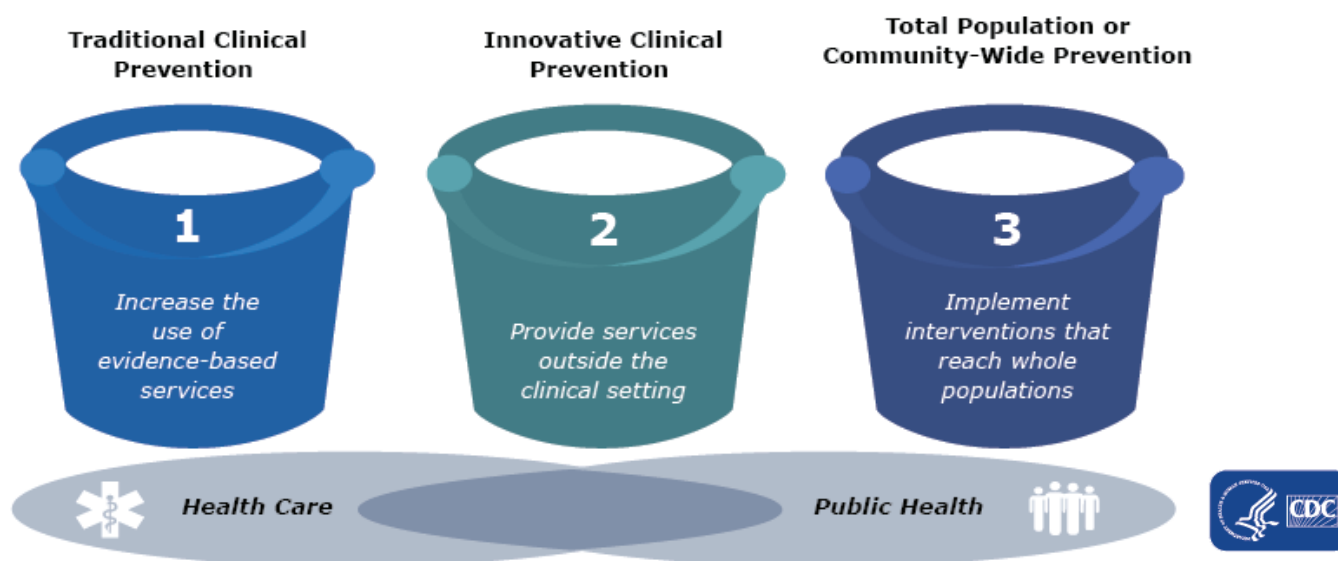 Traditional Clinical
Prevention
Innovative Clinical
Prevention
Total Population or
Community-Wide Prevention
1
Increase the
use of
evidence-based
services
2
Provide services
outside the
clinical setting
3
Implement
interventions that
reach whole
populations
Health Care
Public Health
CDC